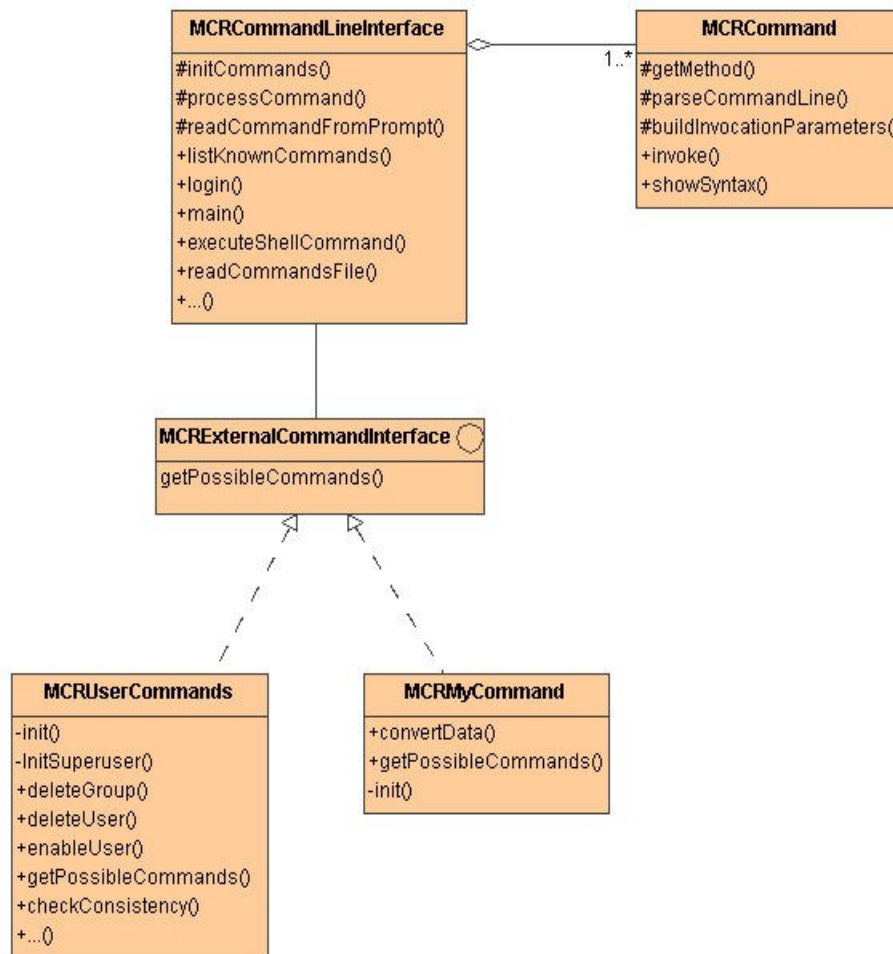 MCRCommandLineInterface
#initCommands()
#processCommand()
#readCommandFromPrompt()
+listKnownCommands()
+login()
+main()
+executeShellCommand()
+readCommandsFile()
+...()
1..*
MCRCommand
#getMethod()
#parseCommandLine()
#buildInvocationParameters()
+invoke()
+showSyntax()
MCRExternalCommandInterface
getPossibleCommands()
MCRUserCommands
-init()
-InitSuperuser()
+deleteGroup()
+deleteUser()
+enableUser()
+getPossibleCommands()
+checkConsistency()
+...()
MCRMyCommand
+convertData()
+getPossibleCommands()
-init()